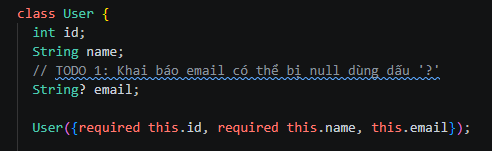 class User {
int id;
String name;
// TODO 1: Khai báo email có thể bị null dùng dấu '?'
String? email;
User({required this.id, required this.name, this.email});